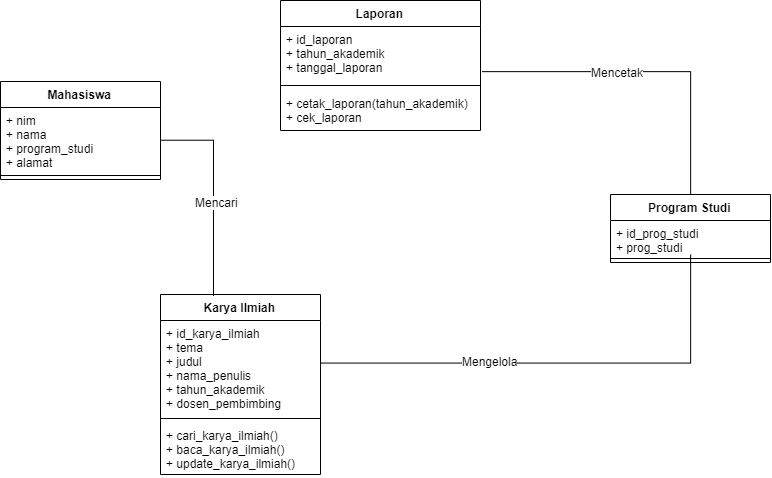 Laporan
+ id_laporan
+ tahun_akademik
+ tanggal_laporan
+ cetak_laporan(tahun_akademik)
+ cek_laporan
Mencetak
Mahasiswa
+ nim
+ nama
+ program_studi
+ alamat
Mencari
Program Studi
+ id_prog_studi
+ prog_studi
Karya Ilmiah
+ id_karya_ilmiah
+ tema
+ judul
+ nama_penulis
+ tahun_akademik
+ dosen_pembimbing
+ cari_karya_ilmiah()
+ baca_karya_ilmiah()
+ update_karya_ilmiah()
Mengelola